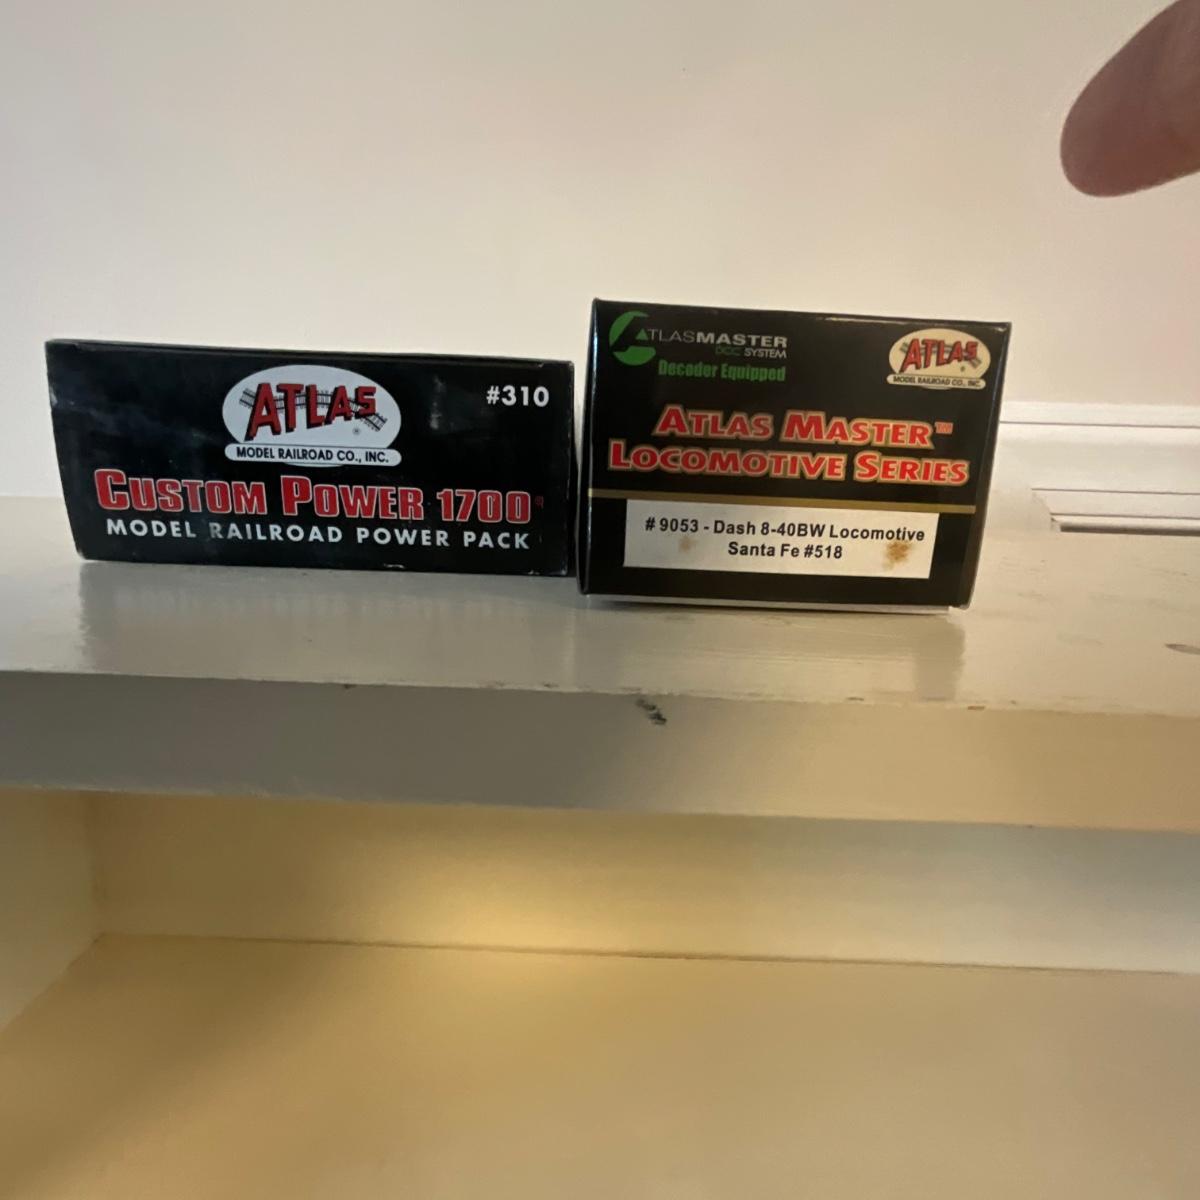 ATLAS
®
MODEL RAILROAD CO., INC.
#310
CUSTOM POWER 1700®
MODEL RAILROAD POWER PACK
ATLASMASTER
DCC SYSTEM
Decoder Equipped
ATLAS
®
MODEL RAILROAD CO., INC.
ATLAS MASTER™
LOCOMOTIVE SERIES
# 9053 - Dash 8-40BW Locomotive
Santa Fe #518